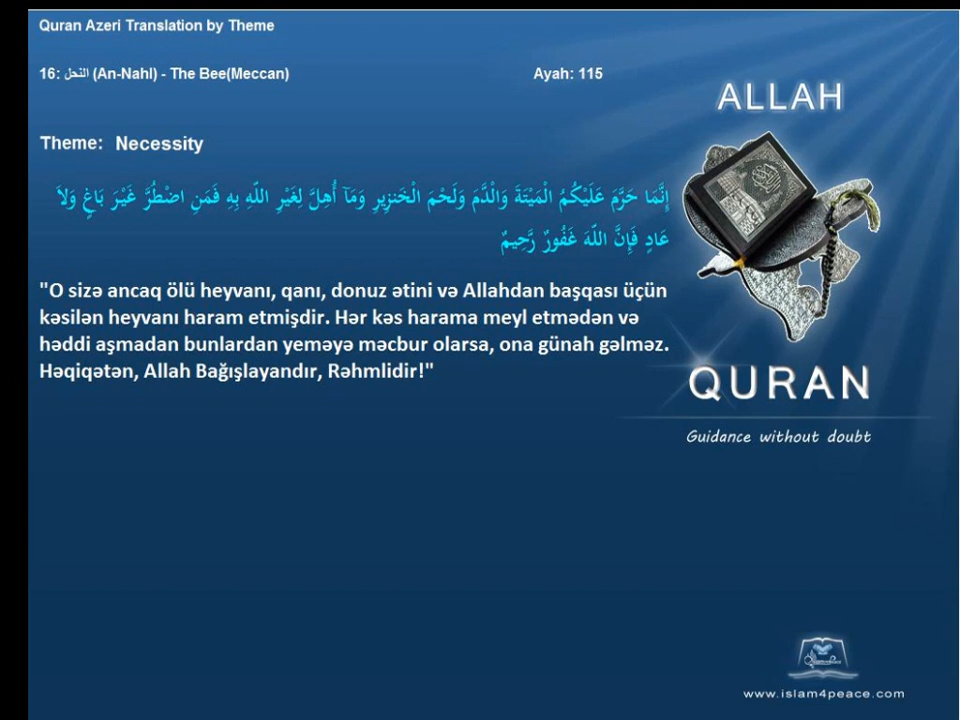 Quran Azeri Translation by Theme
16: النحل (An-Nahl) - The Bee(Meccan) Ayah: 115
ALLAH
Theme: Necessity
إِنَّمَا حَرَّمَ عَلَيْكُمُ الْمَيْتَةَ وَالْدَّمَ وَلَحْمَ الْخَنزِيرِ وَمَآ أُهِلَّ لِغَيْرِ اللّهِ بِهِ فَمَنِ اضْطُرَّ غَيْرَ بَاغٍ وَلاَ
عَادٍ فَإِنَّ اللّهَ غَفُورٌ رَّحِيمٌ
"O sizə ancaq ölü heyvanı, qanı, donuz ətini və Allahdan başqası üçün
kəsilən heyvanı haram etmişdir. Hər kəs harama meyl etmədən və
həddi aşmadan bunlardan yeməyə məcbur olarsa, ona günah gəlməz.
Həqiqətən, Allah Bağışlayandır, Rəhmlidir!"
QURAN
Guidance without doubt
www.islam4peace.com